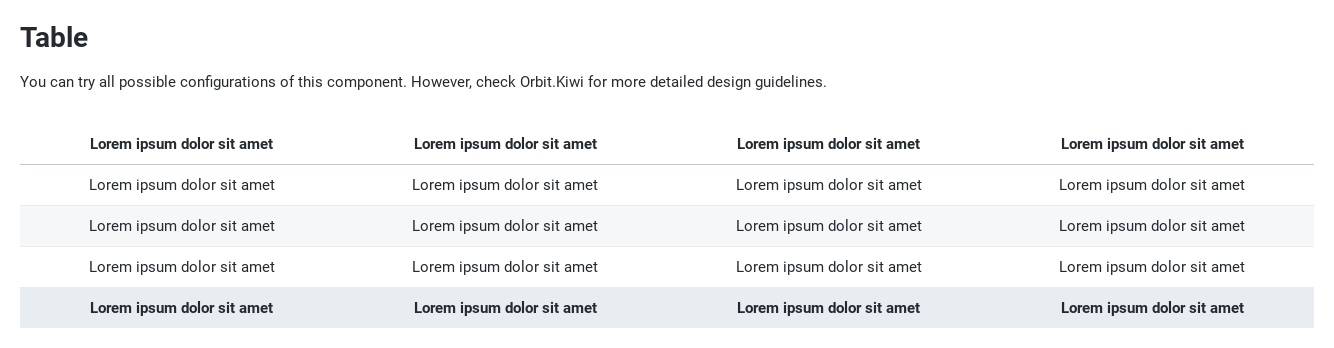 Table
You can try all possible configurations of this component. However, check Orbit.Kiwi for more detailed design guidelines.
Lorem ipsum dolor sit amet Lorem ipsum dolor sit amet Lorem ipsum dolor sit amet Lorem ipsum dolor sit amet
Lorem ipsum dolor sit amet Lorem ipsum dolor sit amet Lorem ipsum dolor sit amet Lorem ipsum dolor sit amet
Lorem ipsum dolor sit amet Lorem ipsum dolor sit amet Lorem ipsum dolor sit amet Lorem ipsum dolor sit amet
Lorem ipsum dolor sit amet Lorem ipsum dolor sit amet Lorem ipsum dolor sit amet Lorem ipsum dolor sit amet
Lorem ipsum dolor sit amet Lorem ipsum dolor sit amet Lorem ipsum dolor sit amet Lorem ipsum dolor sit amet